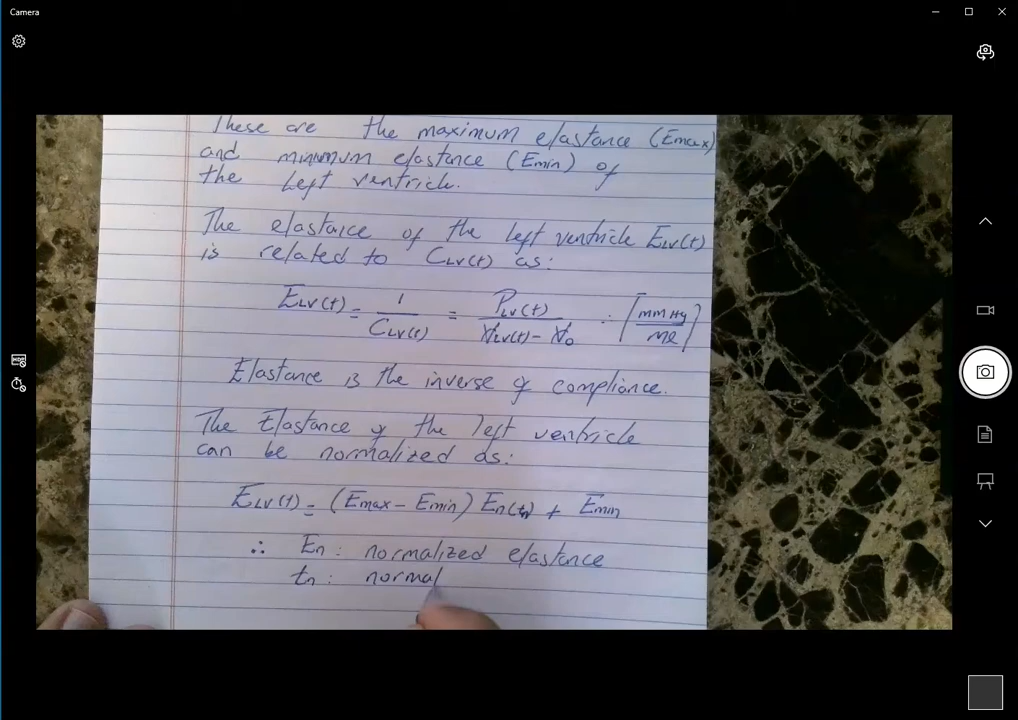 Camera
These are the maximum elastance (Emax)
and minimum elastance (Emin) of
the left ventricle.
The elastance of the left ventricle ELV(t)
is related to CLV(t) as:
ELV(t) = 1 / CLV(t) = PLV(t) / VLV(t) - V0 ∴ [mmHg / ml]
Elastance is the inverse of compliance.
The Elastance of the left ventricle
can be normalized as:
ELV(t) = (Emax - Emin) En(tn) + Emin
∴ En : normalized elastance
tn : normal